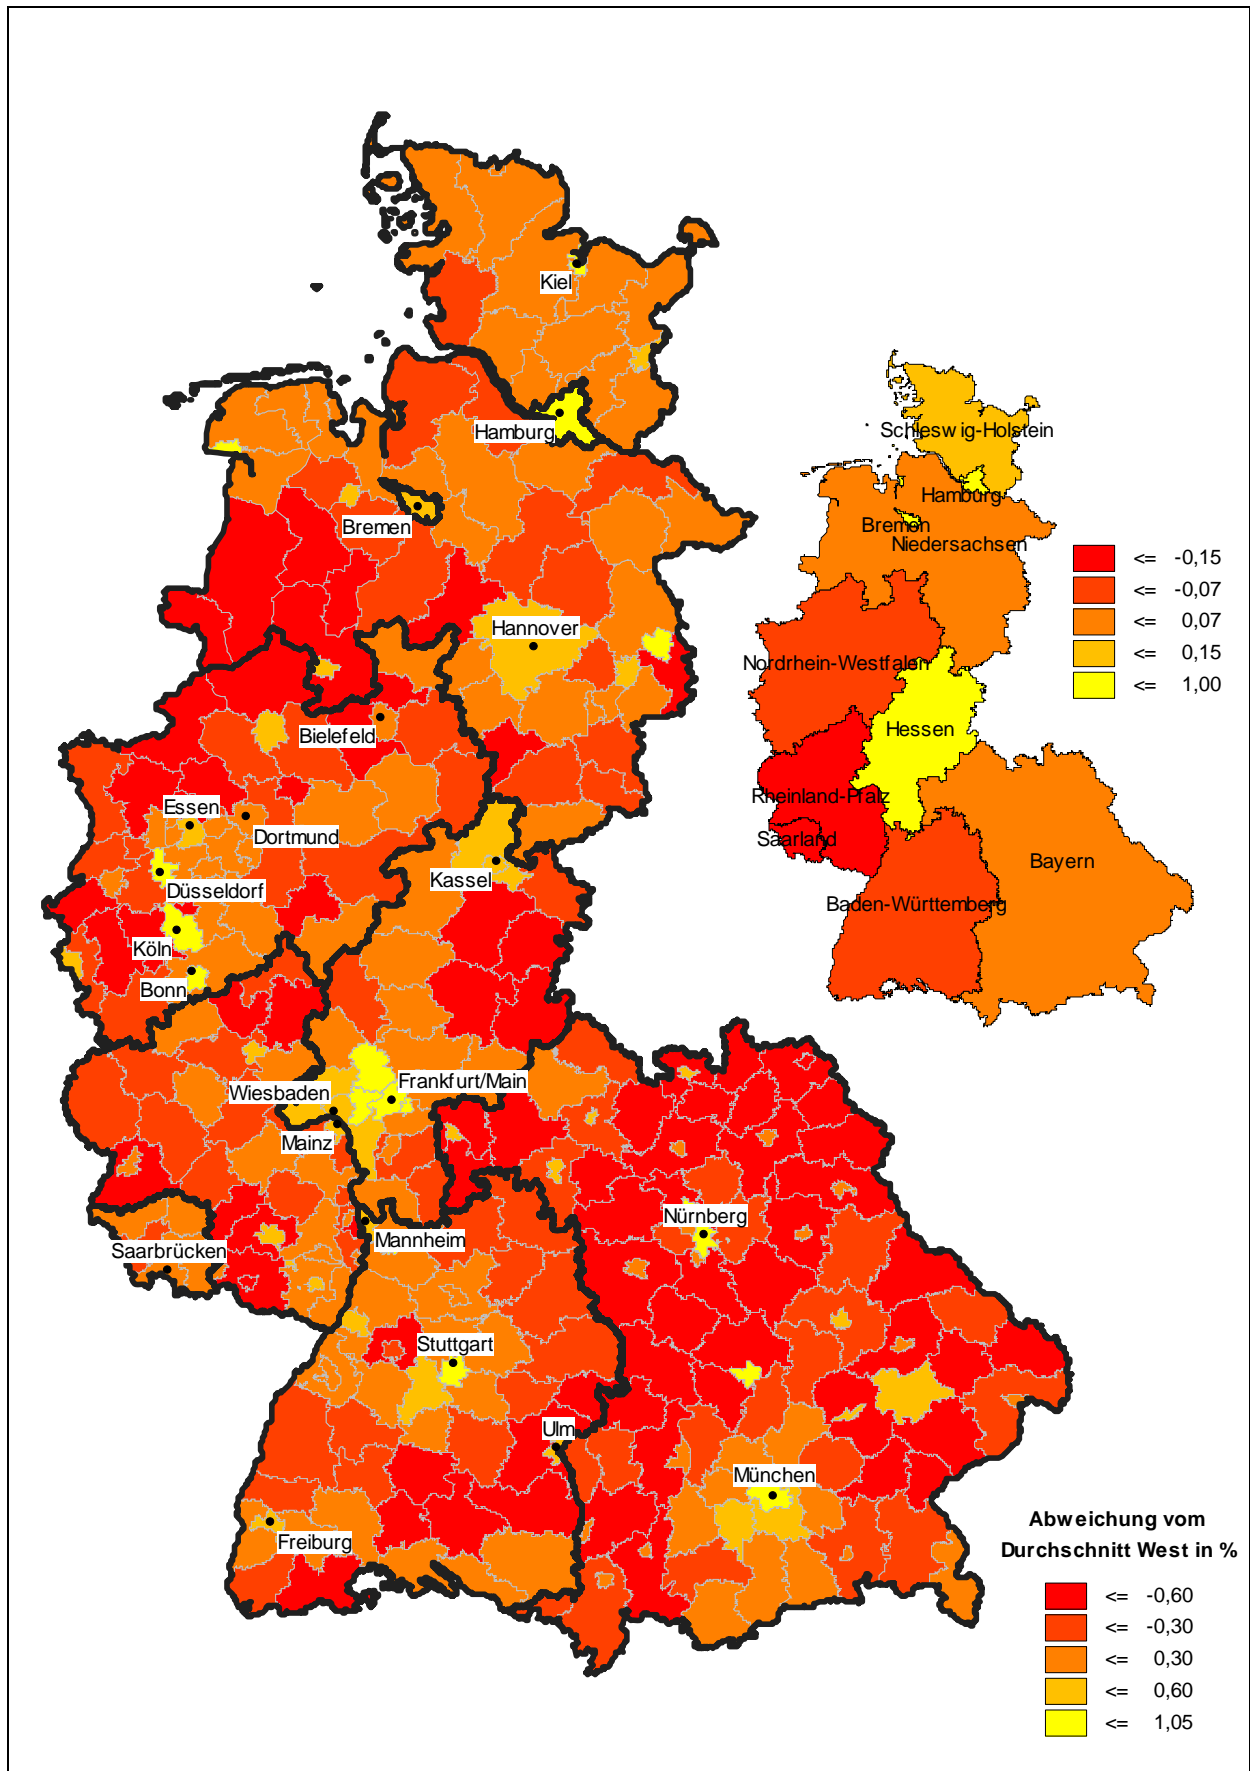 Kiel
Hamburg
Bremen
Hannover
Bielefeld
Essen
Dortmund
Düsseldorf
Kassel
Köln
Bonn
Wiesbaden
Frankfurt/Main
Mainz
Nürnberg
Mannheim
Saarbrücken
Stuttgart
Ulm
München
Freiburg
Schleswig-Holstein
Hamburg
Bremen
Niedersachsen
Nordrhein-Westfalen
Hessen
Rheinland-Pfalz
Saarland
Bayern
Baden-Württemberg
<= -0,15
<= -0,07
<= 0,07
<= 0,15
<= 1,00
Abweichung vom
Durchschnitt West in %
<= -0,60
<= -0,30
<= 0,30
<= 0,60
<= 1,05